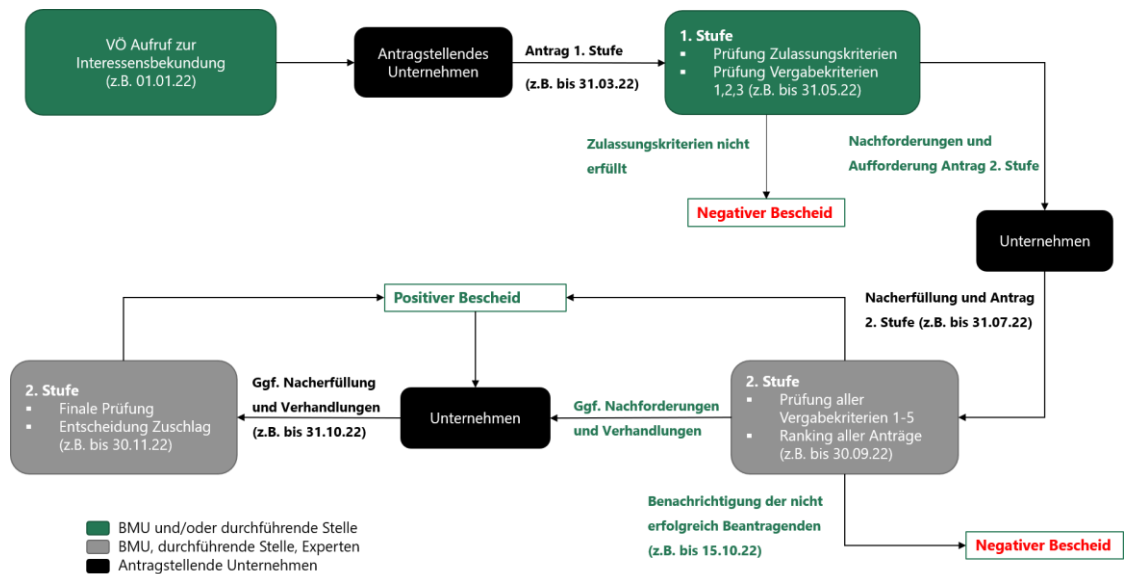 VÖ Aufruf zur
Interessensbekundung
(z.B. 01.01.22)
Antragstellendes
Unternehmen
Antrag 1. Stufe
(z.B. bis 31.03.22)
1. Stufe
▪ Prüfung Zulassungskriterien
▪ Prüfung Vergabekriterien
1,2,3 (z.B. bis 31.05.22)
Zulassungskriterien nicht
erfüllt
Nachforderungen und
Aufforderung Antrag 2. Stufe
Negativer Bescheid
Unternehmen
Positiver Bescheid
Nacherfüllung und Antrag
2. Stufe (z.B. bis 31.07.22)
2. Stufe
▪ Finale Prüfung
▪ Entscheidung Zuschlag
(z.B. bis 30.11.22)
Ggf. Nacherfüllung
und Verhandlungen
(z.B. bis 31.10.22)
Unternehmen
Ggf. Nachforderungen
und Verhandlungen
2. Stufe
▪ Prüfung aller
Vergabekriterien 1-5
▪ Ranking aller Anträge
(z.B. bis 30.09.22)
Benachrichtigung der nicht
erfolgreich Beantragenden
(z.B. bis 15.10.22)
Negativer Bescheid
BMU und/oder durchführende Stelle
BMU, durchführende Stelle, Experten
Antragstellende Unternehmen